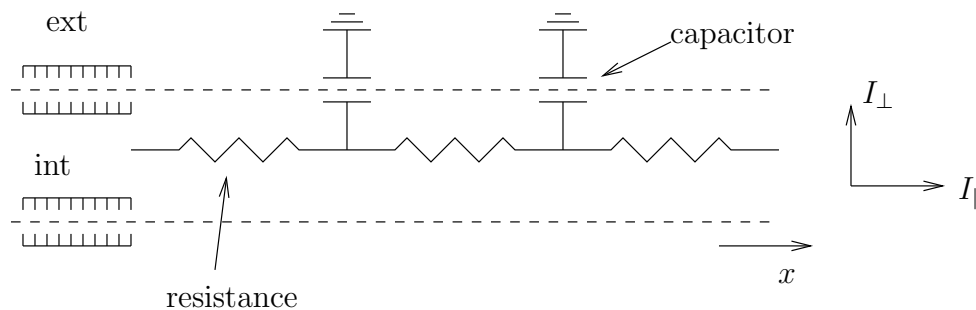 ext
capacitor
I⊥
int
I∥
x
resistance